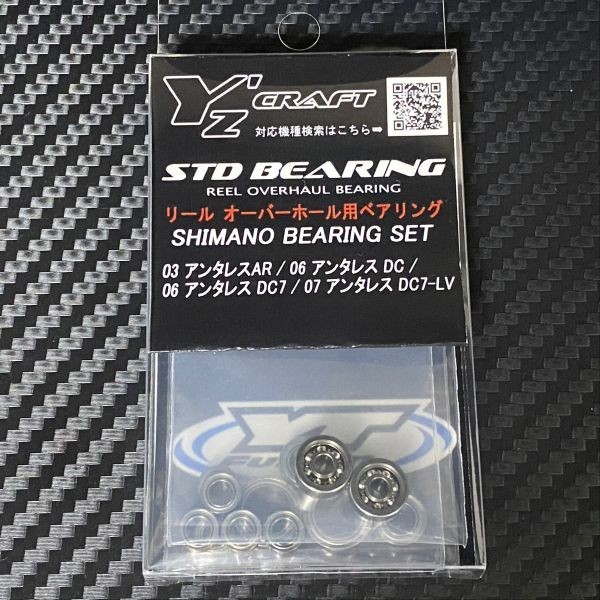 Y'z CRAFT
対応機種検索はこちら➡
STD BEARING
REEL OVERHAUL BEARING
リール オーバーホール用ベアリング
SHIMANO BEARING SET
03 アンタレスAR / 06 アンタレス DC /
06 アンタレス DC7 / 07 アンタレス DC7-LV
YT